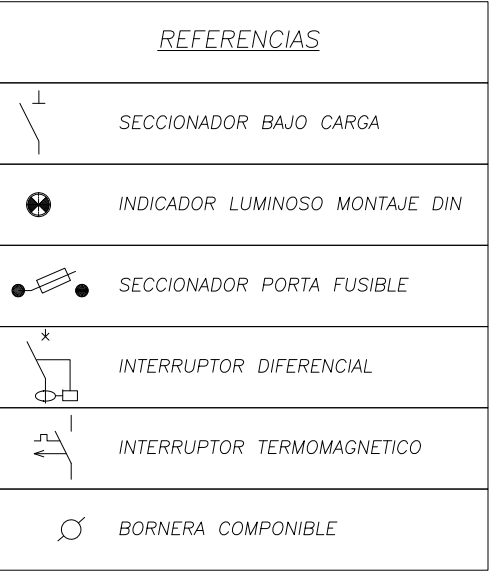 REFERENCIAS
SECCIONADOR BAJO CARGA
INDICADOR LUMINOSO MONTAJE DIN
SECCIONADOR PORTA FUSIBLE
INTERRUPTOR DIFERENCIAL
INTERRUPTOR TERMOMAGNETICO
BORNERA COMPONIBLE